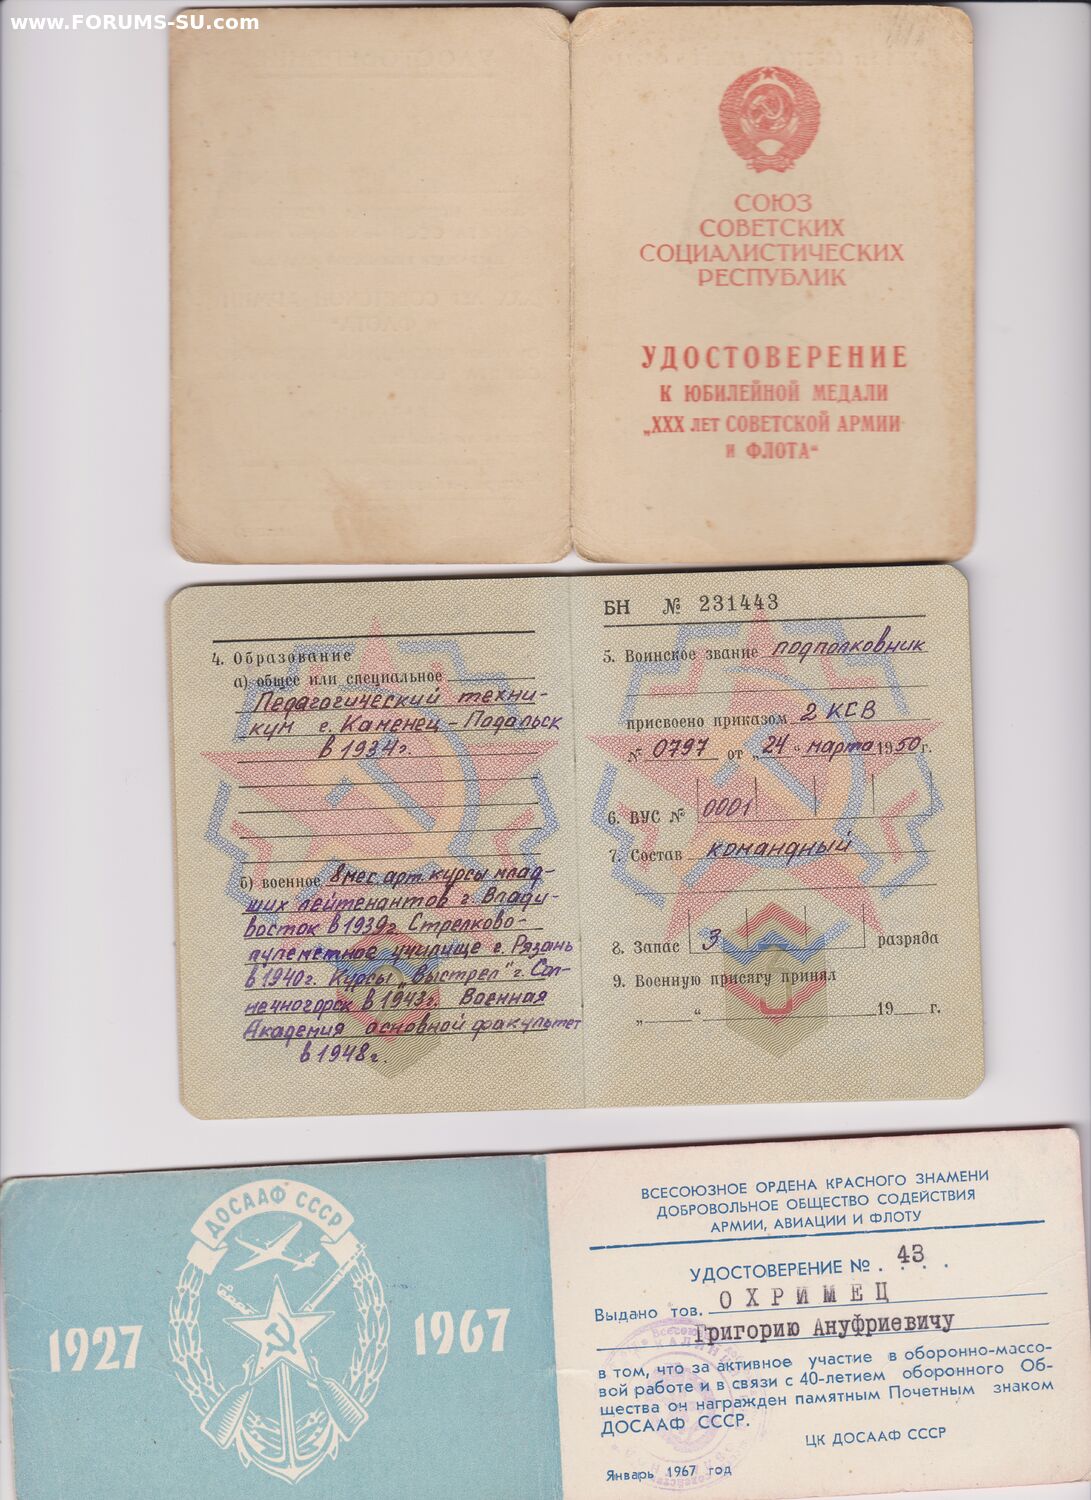 www.FORUMS-SU.com
СОЮЗ
СОВЕТСКИХ
СОЦИАЛИСТИЧЕСКИХ
РЕСПУБЛИК
УДОСТОВЕРЕНИЕ
К ЮБИЛЕЙНОЙ МЕДАЛИ
„XXX ЛЕТ СОВЕТСКОЙ АРМИИ
И ФЛОТА“
4. Образование
а) общее или специальное
Педагогический техни-
кум г. Каменец-Подальск
в 1934г.
б) военное 8 мес. арт. курсы млад-
ших лейтенантов г. Влади-
восток в 1939г. Стрелково-
пулеметное училище г. Рязань
в 1940г. Курсы „Выстрел" г. Сол-
нечногорск в 1943г. Военная
Академия основной факультет
в 1948г.
БН № 231443
5. Воинское звание подполковник
присвоено приказом 2 КСВ
№ 0797 от „24“ марта 1950г.
6. ВУС № 0001
7. Состав командный
8. Запас 3 разряда
9. Военную присягу принял
„ “ 19 г.
ДОСААФ СССР
1927 1967
ВСЕСОЮЗНОЕ ОРДЕНА КРАСНОГО ЗНАМЕНИ
ДОБРОВОЛЬНОЕ ОБЩЕСТВО СОДЕЙСТВИЯ
АРМИИ, АВИАЦИИ И ФЛОТУ
УДОСТОВЕРЕНИЕ № 43
Выдано тов. ОХРИМЕЦ
Григорию Ануфриевичу
в том, что за активное участие в оборонно-массо-
вой работе и в связи с 40-летием оборонного Об-
щества он награжден памятным Почетным знаком
ДОСААФ СССР.
ЦК ДОСААФ СССР
Январь 1967 год